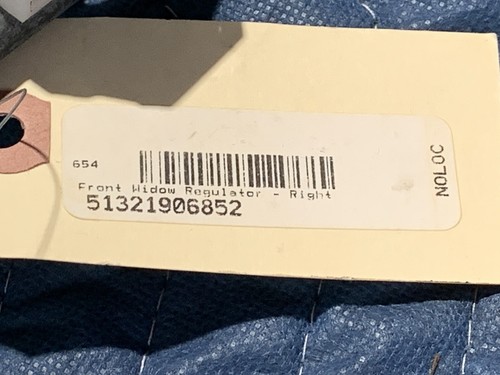 654
Front Widow Regulator - Right
51321906852
NOLOC